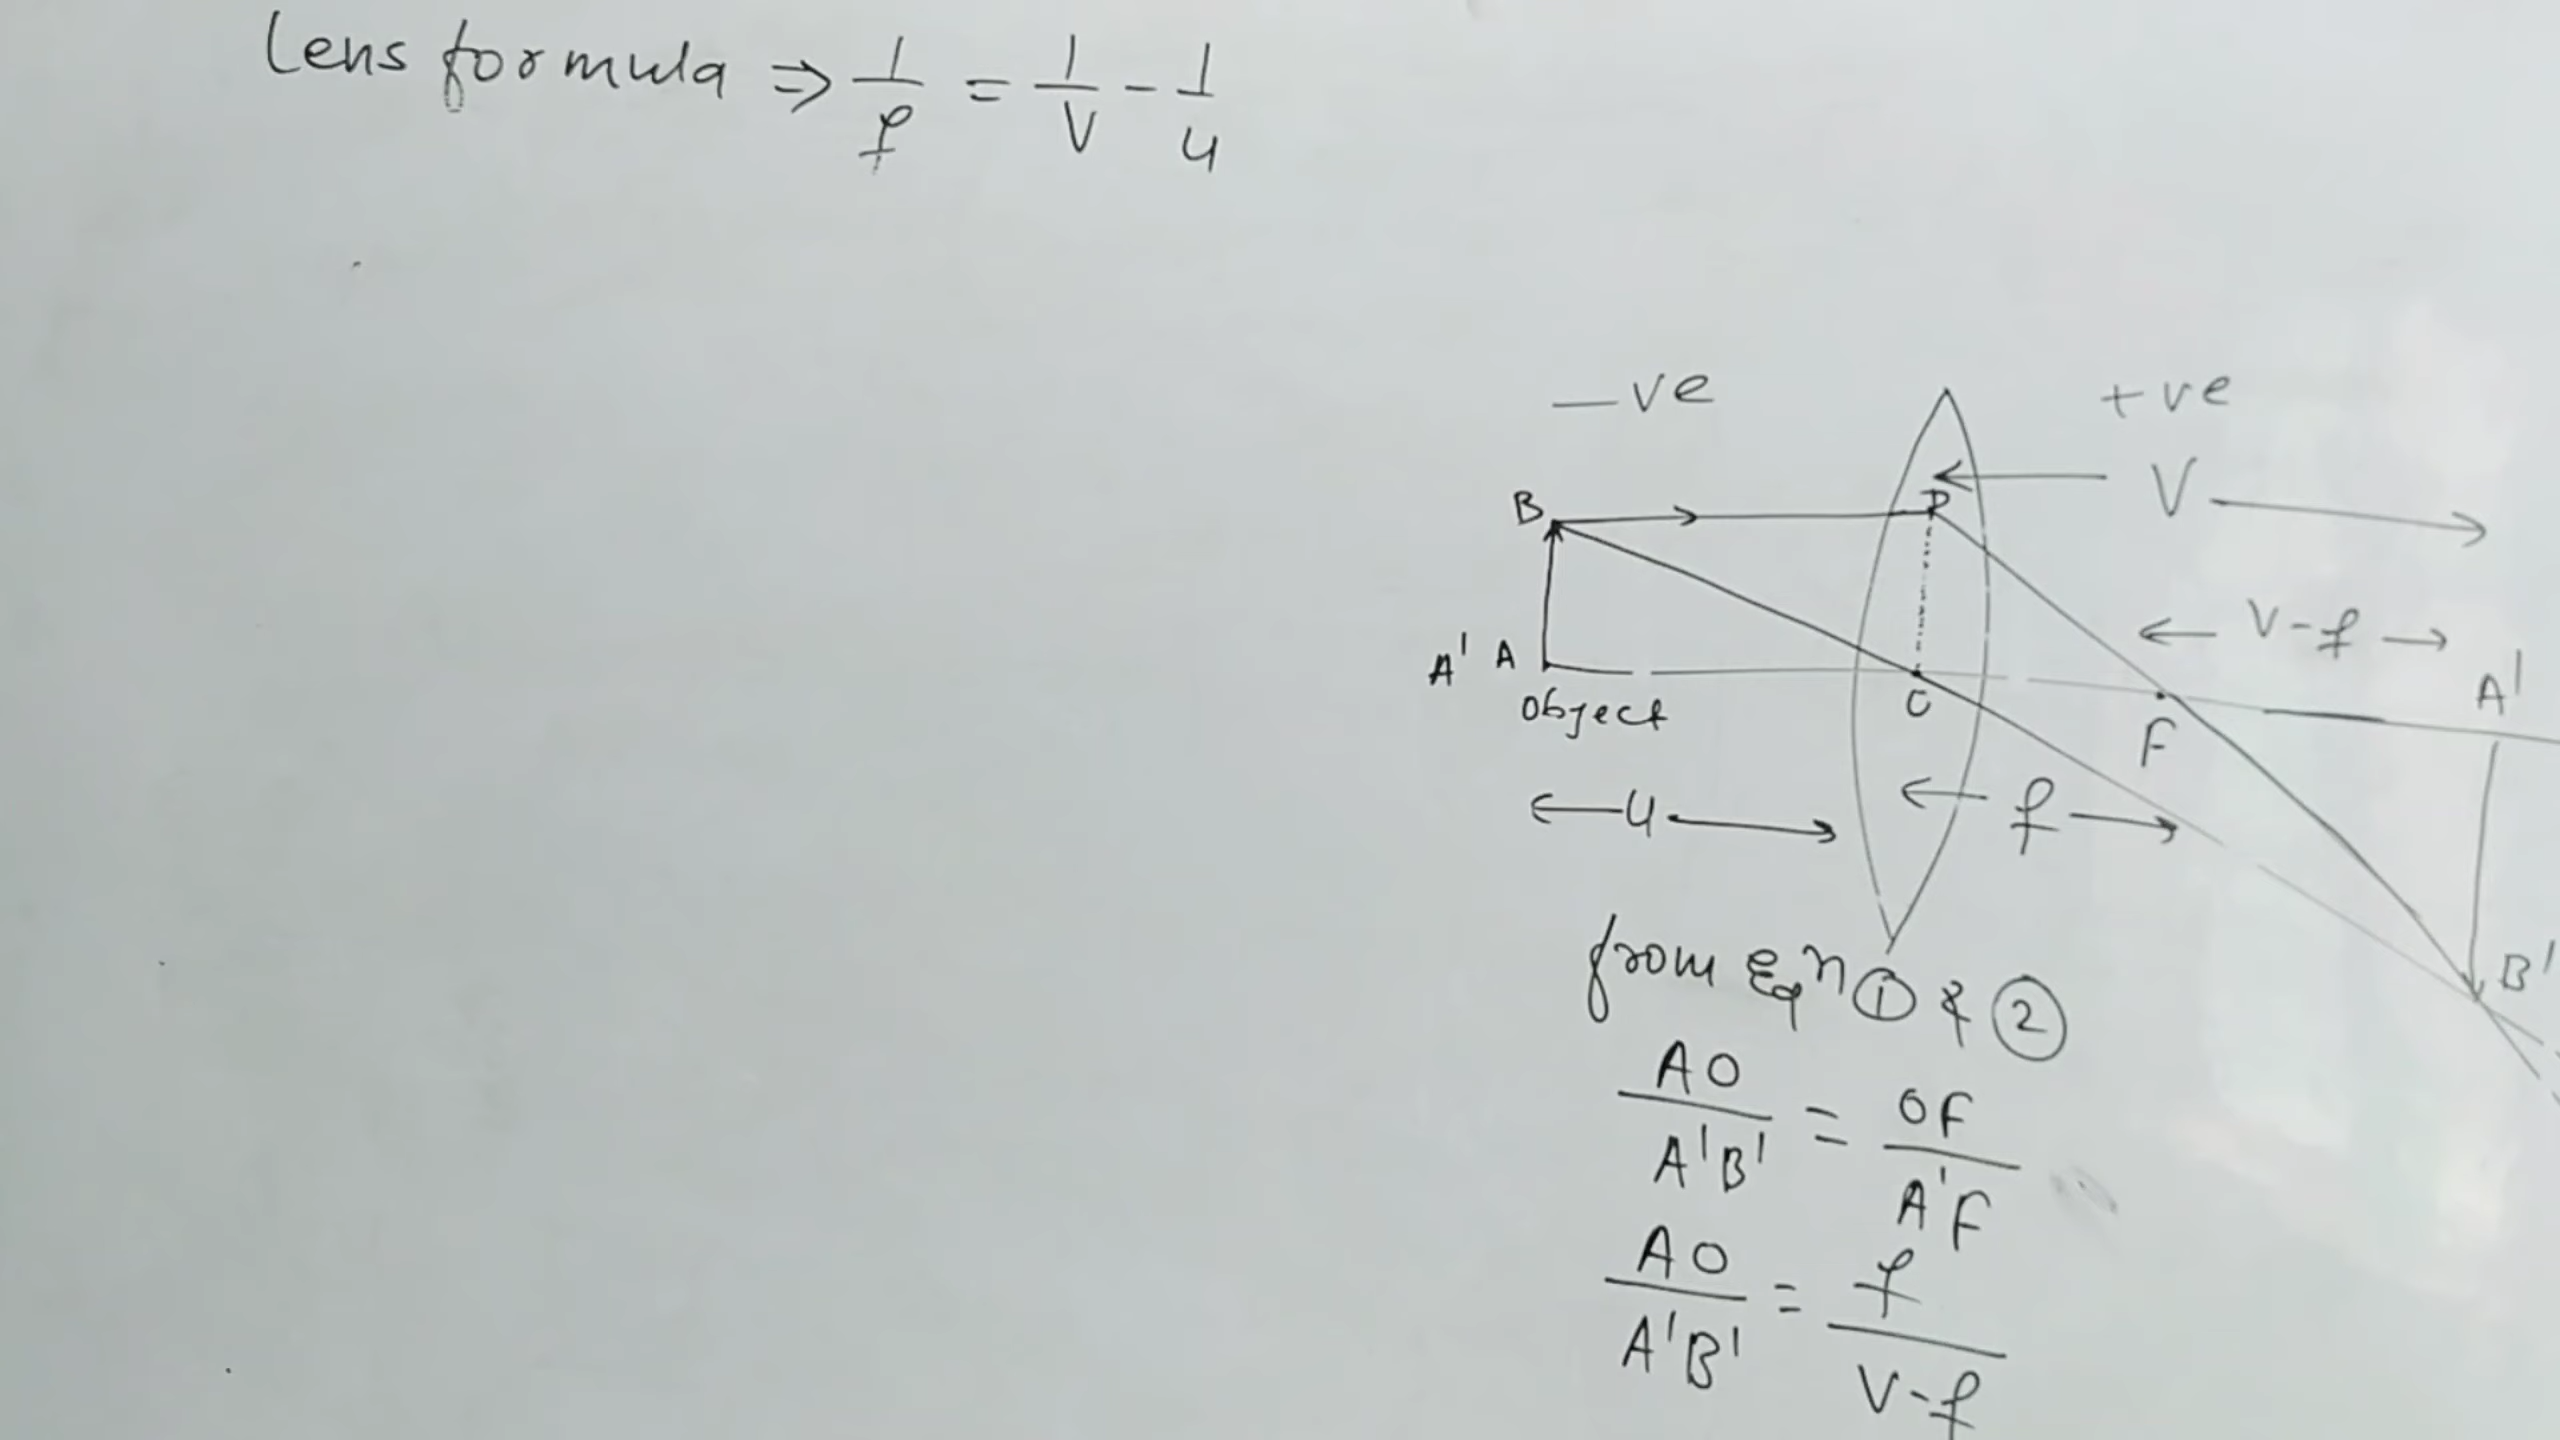 Lens formula ⇒ 1/f = 1/V - 1/u
-ve
+ve
V
B
P
V-f
A' A
A'
object
O
F
u
f
B'
from Eqn ① & ②
AO/A'B' = OF/A'F
AO/A'B' = f/V-f